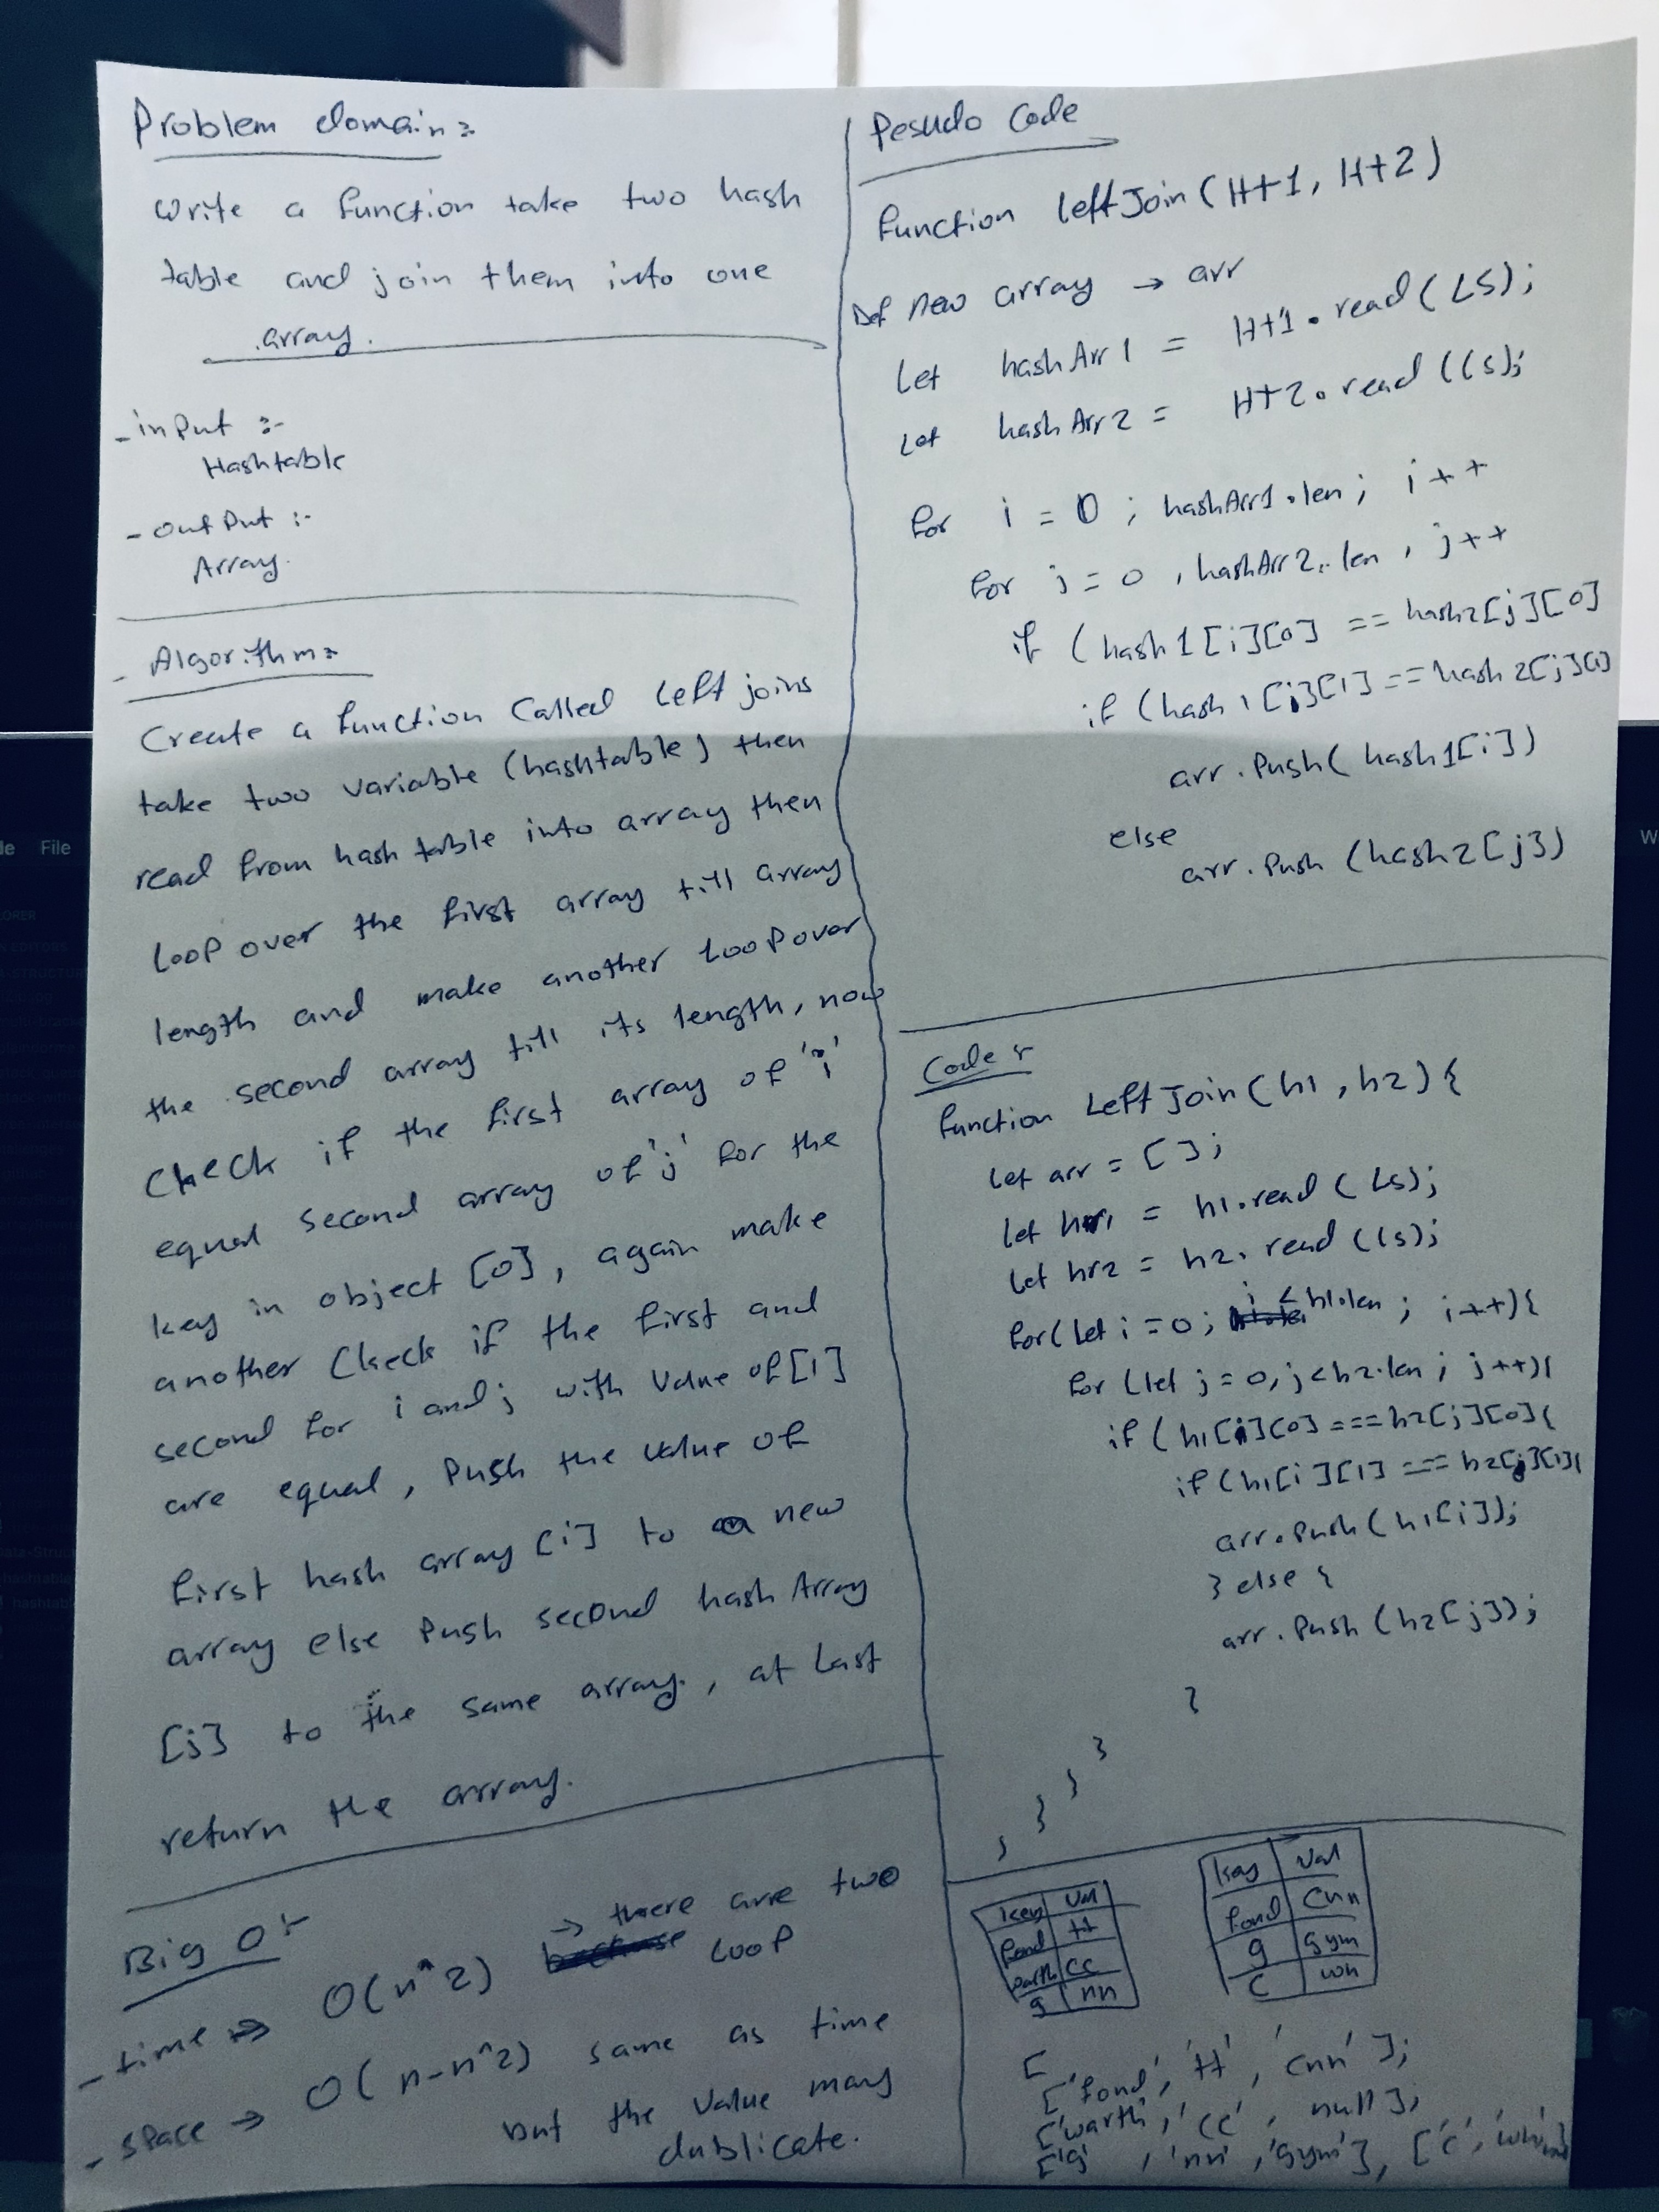 Problem domain:
Write a function take two hash
table and join them into one
array.
- input :-
Hashtable
- output :-
Array.
- Algorithm:
Create a function Called Left joins
take two variable (hashtable) then
read from hash table into array then
Loop over the first array till array
length and make another Loop over
the second array till its length, now
Check if the first array of 'i'
equal second array of 'j' for the
key in object [0], again make
another Check if the first and
second for i and j with value of [1]
are equal, Push the value of
first hash array [i] to new
array else Push second hash Array
[j] to the same array, at Last
return the array.
Big O:-
- time → O(n^2) → there are two
Loop
- space → O(n-n^2) same as time
but the value may
dublicate.
Pesudo Code
function leftJoin(H+1, H+2)
Def new array → arr
Let hashArr1 = H+1.read(LS);
Let hashArr2 = H+2.read(LS);
for i = 0 ; hashArr1.len ; i++
for j = 0 , hashArr2.len , j++
if (hash1[i][0] == hash2[j][0]
if (hash1[i][1] == hash2[j][1]
arr.Push( hash1[i])
else
arr.Push (hash2[j])
Code :
function LeftJoin(h1, h2){
let arr = [];
let hr1 = h1.read(LS);
let hr2 = h2.read(LS);
for(let i=0; i<h1.len ; i++){
for(let j=0, j<h2.len ; j++){
if (h1[i][0] === h2[j][0]{
if (h1[i][1] === h2[j][1]{
arr.Push(h1[i]);
} else {
arr.Push (h2[j]);
}
}
}
}
}
key val
fond tt
warth cc
g nn
key val
fond cnn
g gym
c wh
[
['fond', 'tt', 'cnn'];
['warth', 'cc', null];
['g', 'nn', 'gym'], ['c',